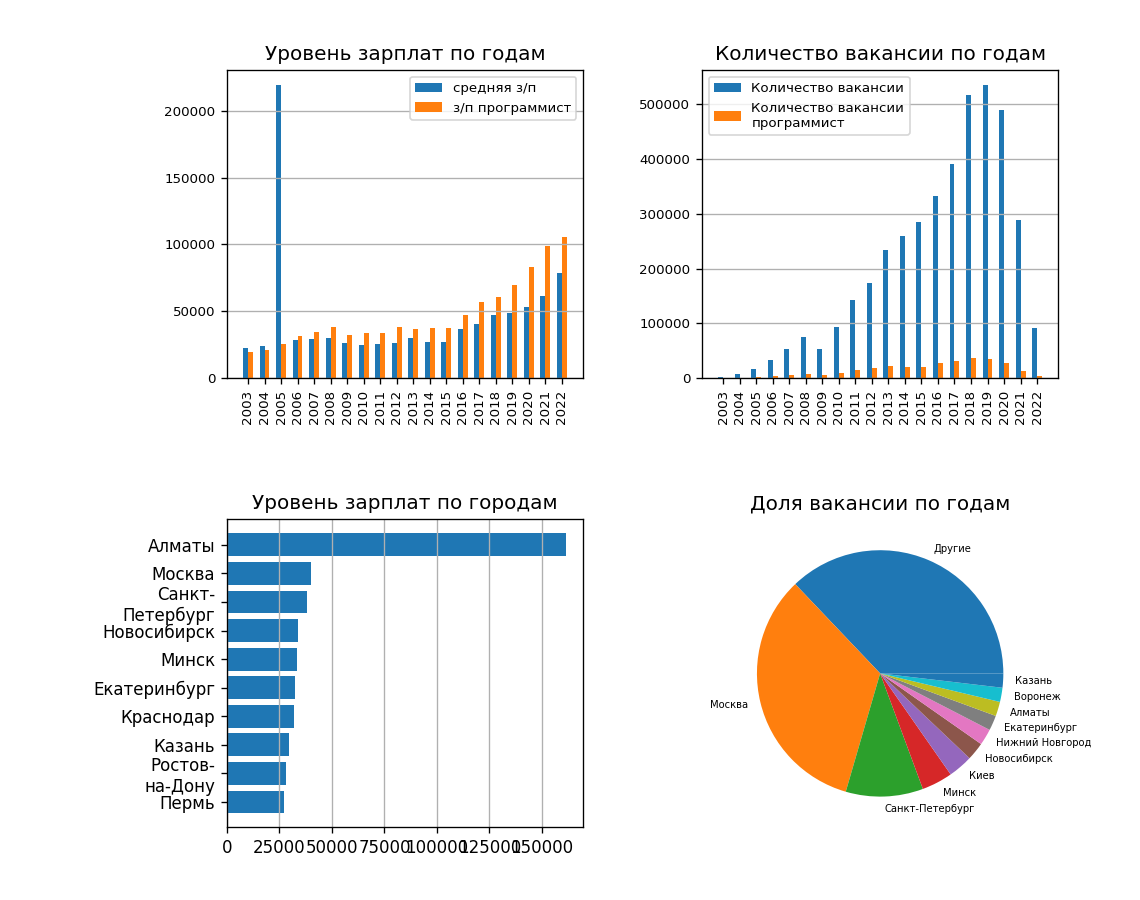 Уровень зарплат по годам
средняя з/п
з/п программист
200000
150000
100000
50000
0
2003 2004 2005 2006 2007 2008 2009 2010 2011 2012 2013 2014 2015 2016 2017 2018 2019 2020 2021 2022
Количество вакансии по годам
Количество вакансии
Количество вакансии
программист
500000
400000
300000
200000
100000
0
2003 2004 2005 2006 2007 2008 2009 2010 2011 2012 2013 2014 2015 2016 2017 2018 2019 2020 2021 2022
Уровень зарплат по городам
Алматы
Москва
Санкт-
Петербург
Новосибирск
Минск
Екатеринбург
Краснодар
Казань
Ростов-
на-Дону
Пермь
0 25000 50000 75000 100000 125000 150000
Доля вакансии по годам
Другие
Москва
Санкт-Петербург
Минск
Киев
Новосибирск
Нижний Новгород
Екатеринбург
Алматы
Воронеж
Казань